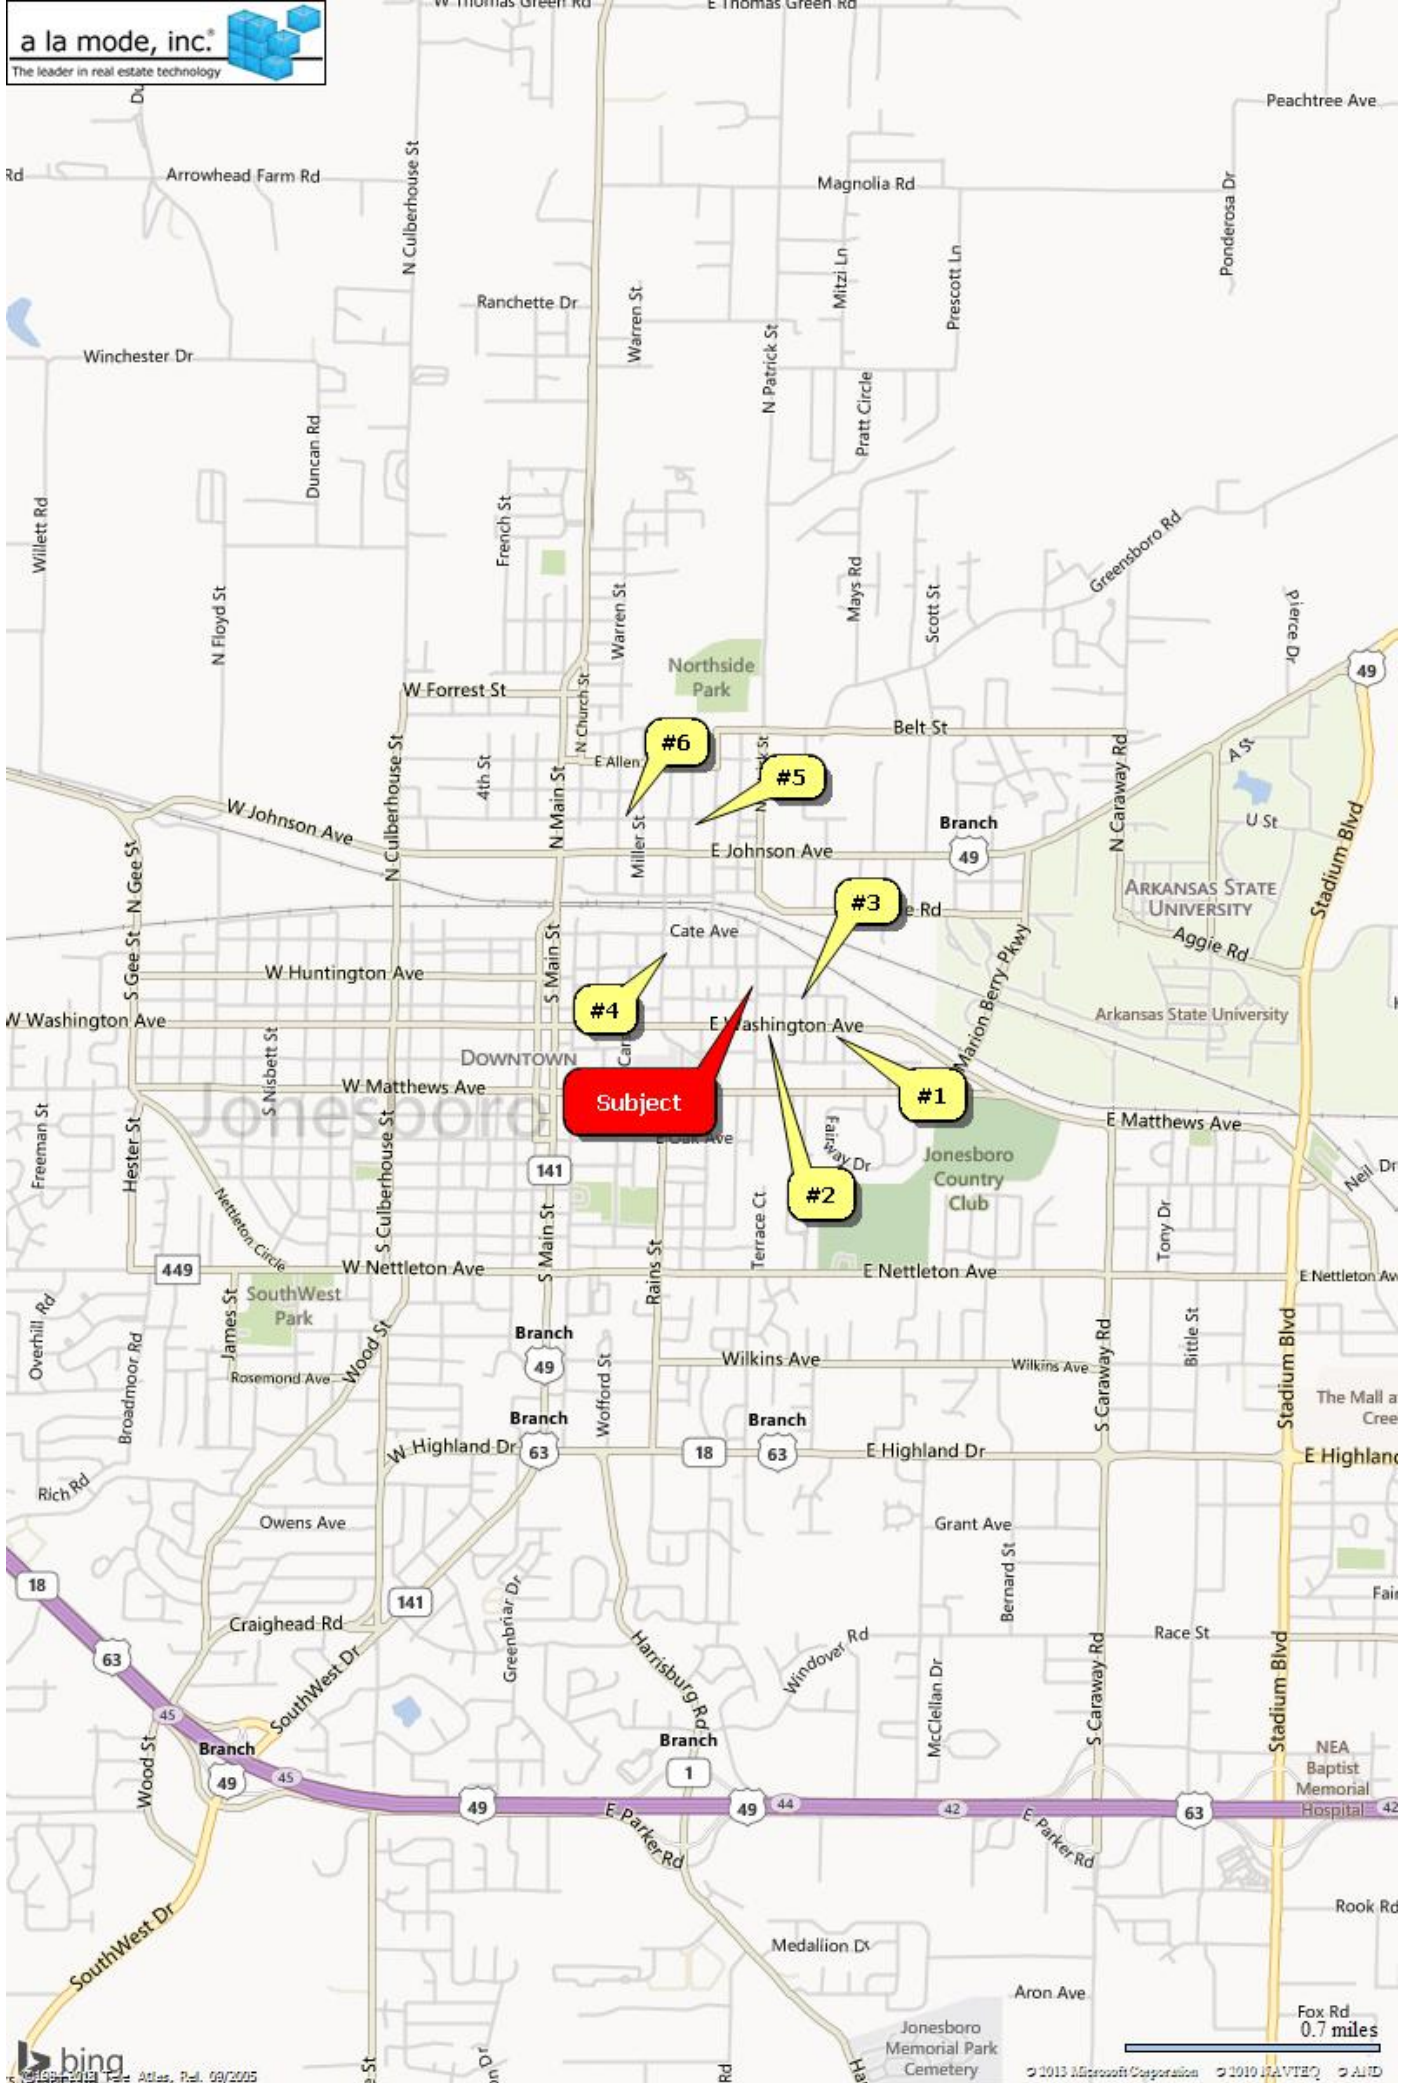 W Thomas Green Rd
E Thomas Green Rd
a la mode, inc.®
The leader in real estate technology
Peachtree Ave
Rd
Arrowhead Farm Rd
Magnolia Rd
N Culberhouse St
Ponderosa Dr
Mitzi Ln
Prescott Ln
Ranchette Dr
Warren St
N Patrick St
Winchester Dr
Pratt Circle
Duncan Rd
Willett Rd
French St
Greensboro Rd
N Floyd St
Warren St
Mays Rd
Scott St
Pierce Dr
Northside
Park
49
W Forrest St
N Church St
Belt St
#6
E Allen
#5
4th St
N Main St
N Culberhouse St
N Caraway Rd
A St
U St
W Johnson Ave
Miller St
Branch
49
E Johnson Ave
Stadium Blvd
N Gee St
#3
e Rd
ARKANSAS STATE
UNIVERSITY
Cate Ave
Aggie Rd
S Gee St
W Huntington Ave
S Main St
#4
Marion Berry Pkwy
Arkansas State University
W Washington Ave
E Washington Ave
S Nisbett St
DOWNTOWN
W Matthews Ave
Jonesboro
Subject
#1
E Matthews Ave
Freeman St
Hester St
E Oak Ave
Fairway Dr
Jonesboro
Country
Club
Neil Dr
141
#2
S Culberhouse St
Nettleton Circle
S Main St
Terrace Ct
Tony Dr
449
W Nettleton Ave
Rains St
E Nettleton Ave
E Nettleton Av
SouthWest
Park
Overhill Rd
James St
Broadmoor Rd
Wood St
Branch
49
Wofford St
Wilkins Ave
Wilkins Ave
S Caraway Rd
Bittle St
Stadium Blvd
Rosemond Ave
The Mall a
Cree
Branch
63
Branch
63
W Highland Dr
18
E Highland Dr
E Highland
Rich Rd
Owens Ave
Grant Ave
18
Bernard St
Greenbriar Dr
141
Fair
Craighead Rd
Race St
63
SouthWest Dr
Harrisburg Rd
Windover Rd
McClellan Dr
S Caraway Rd
Stadium Blvd
45
Branch
49
45
Wood St
Branch
1
NEA
Baptist
Memorial
Hospital
49
E Parker Rd
49
44
42
E Parker Rd
63
42
Rook Rd
SouthWest Dr
Medallion Dr
Aron Ave
Fox Rd
0.7 miles
Jonesboro
Memorial Park
Cemetery
bing
Rd
© 2013 Microsoft Corporation © 2010 NAVTEQ © AND